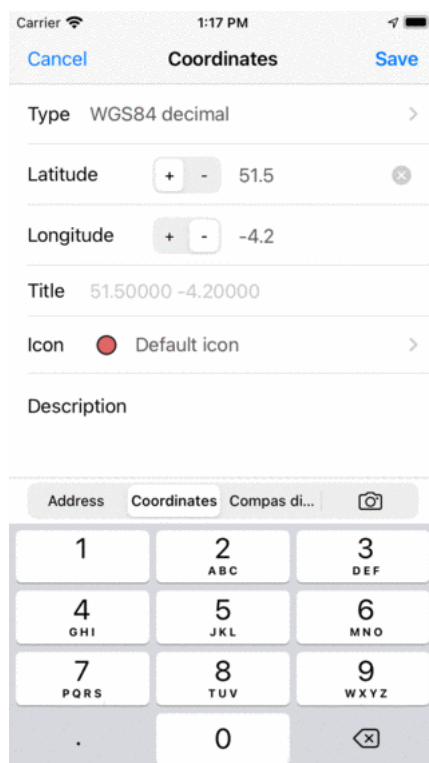 Carrier 1:17 PM
Cancel Coordinates Save
Type WGS84 decimal
Latitude + - 51.5
Longitude + - -4.2
Title 51.50000 -4.20000
Icon Default icon
Description
Address Coordinates Compas di...
1 2 3
ABC DEF
4 5 6
GHI JKL MNO
7 8 9
PQRS TUV WXYZ
. 0